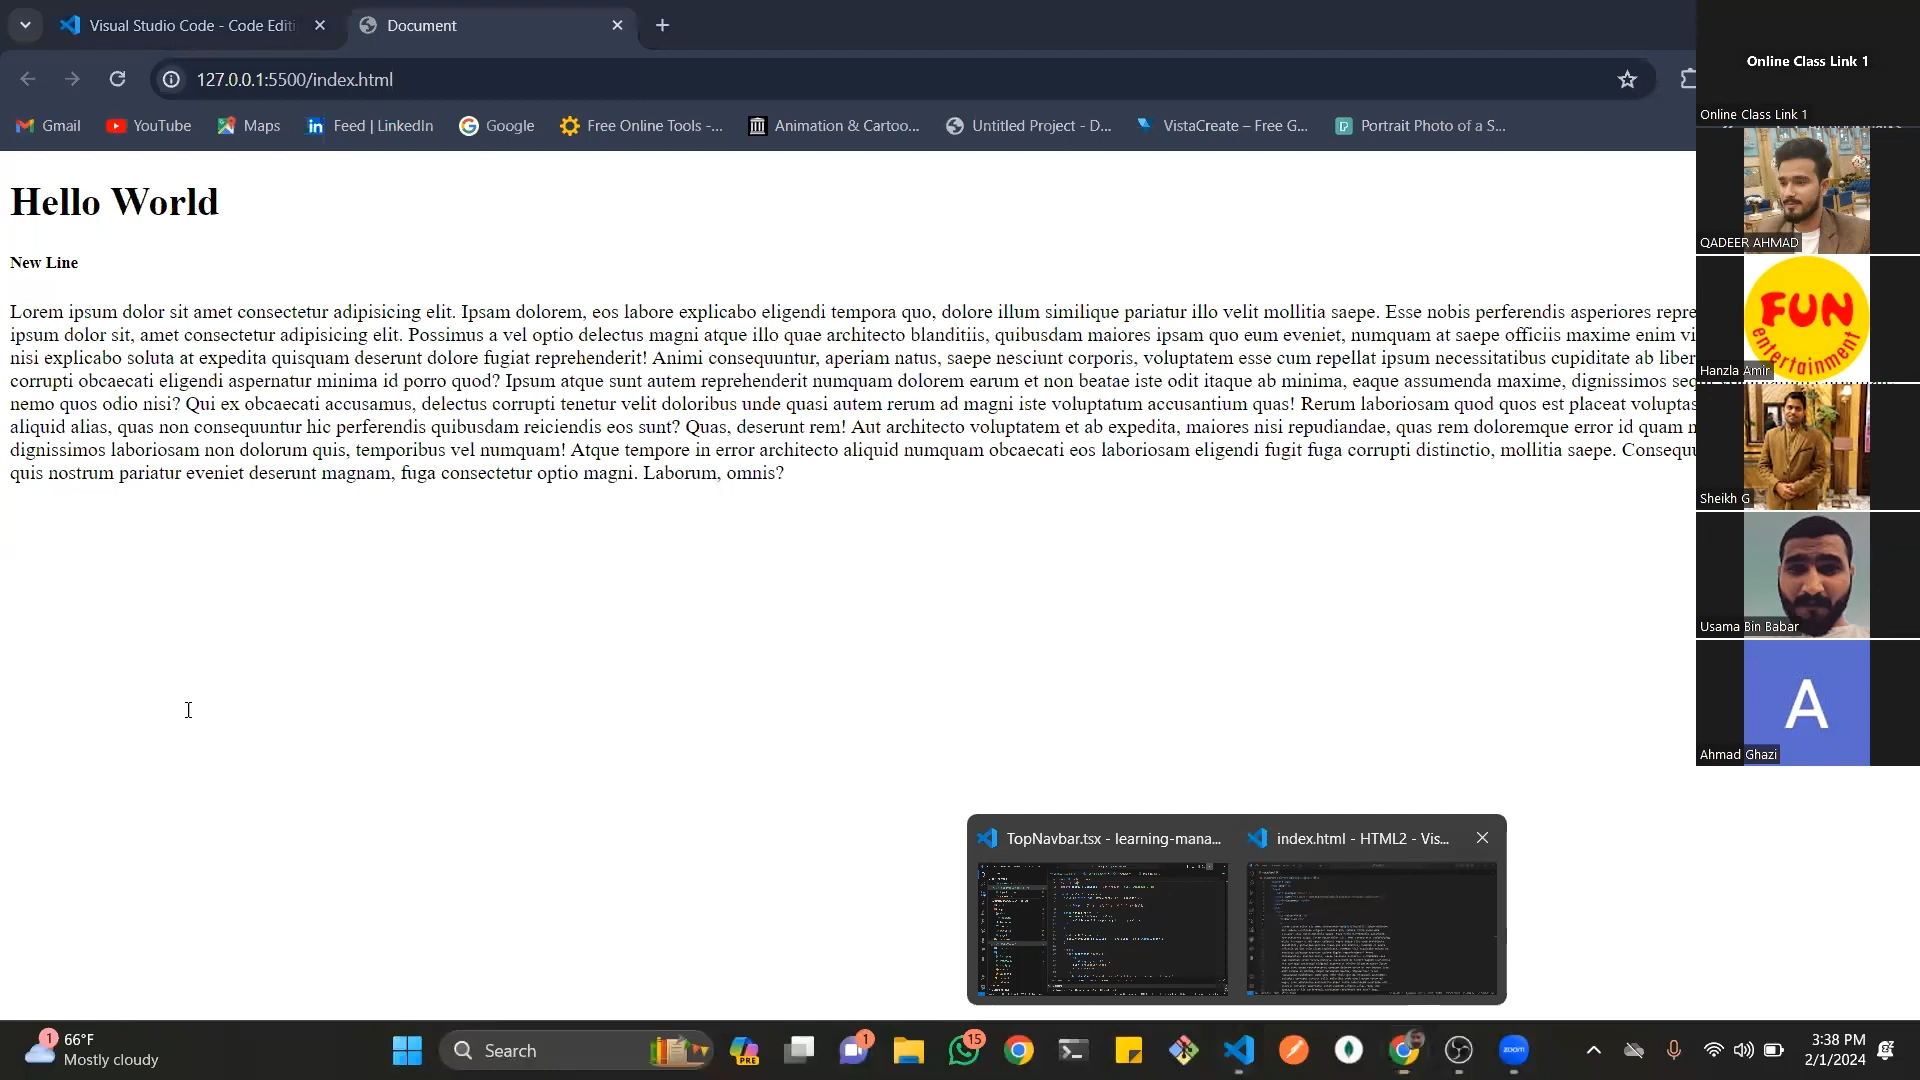 Visual Studio Code - Code Editi
Document
Online Class Link 1
127.0.0.1:5500/index.html
Online Class Link 1
Gmail
YouTube
Maps
Feed | LinkedIn
Google
Free Online Tools -...
Animation & Cartoo...
Untitled Project - D...
VistaCreate – Free G...
Portrait Photo of a S...
Hello World
New Line
Lorem ipsum dolor sit amet consectetur adipisicing elit. Ipsam dolorem, eos labore explicabo eligendi tempora quo, dolore illum similique pariatur illo velit mollitia saepe. Esse nobis perferendis asperiores repre
ipsum dolor sit, amet consectetur adipisicing elit. Possimus a vel optio delectus magni atque illo quae architecto blanditiis, quibusdam maiores ipsam quo eum eveniet, numquam at saepe officiis maxime enim vi
nisi explicabo soluta at expedita quisquam deserunt dolore fugiat reprehenderit! Animi consequuntur, aperiam natus, saepe nesciunt corporis, voluptatem esse cum repellat ipsum necessitatibus cupiditate ab liber
corrupti obcaecati eligendi aspernatur minima id porro quod? Ipsum atque sunt autem reprehenderit numquam dolorem earum et non beatae iste odit itaque ab minima, eaque assumenda maxime, dignissimos seq
nemo quos odio nisi? Qui ex obcaecati accusamus, delectus corrupti tenetur velit doloribus unde quasi autem rerum ad magni iste voluptatum accusantium quas! Rerum laboriosam quod quos est placeat voluptas
aliquid alias, quas non consequuntur hic perferendis quibusdam reiciendis eos sunt? Quas, deserunt rem! Aut architecto voluptatem et ab expedita, maiores nisi repudiandae, quas rem doloremque error id quam n
dignissimos laboriosam non dolorum quis, temporibus vel numquam! Atque tempore in error architecto aliquid numquam obcaecati eos laboriosam eligendi fugit fuga corrupti distinctio, mollitia saepe. Consequu
quis nostrum pariatur eveniet deserunt magnam, fuga consectetur optio magni. Laborum, omnis?
QADEER AHMAD
FUN
entertainment
Hanzla Amir
Sheikh G
Usama Bin Babar
A
Ahmad Ghazi
TopNavbar.tsx - learning-mana...
index.html - HTML2 - Vis...
1
66°F
Mostly cloudy
Search
PRE
1
15
zoom
3:38 PM
2/1/2024